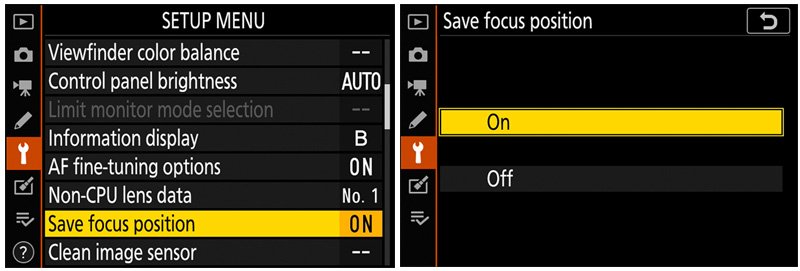 SETUP MENU
Viewfinder color balance --
Control panel brightness AUTO
Limit monitor mode selection --
Information display B
AF fine-tuning options ON
Non-CPU lens data No. 1
Save focus position ON
Clean image sensor --
?
Save focus position
On
Off